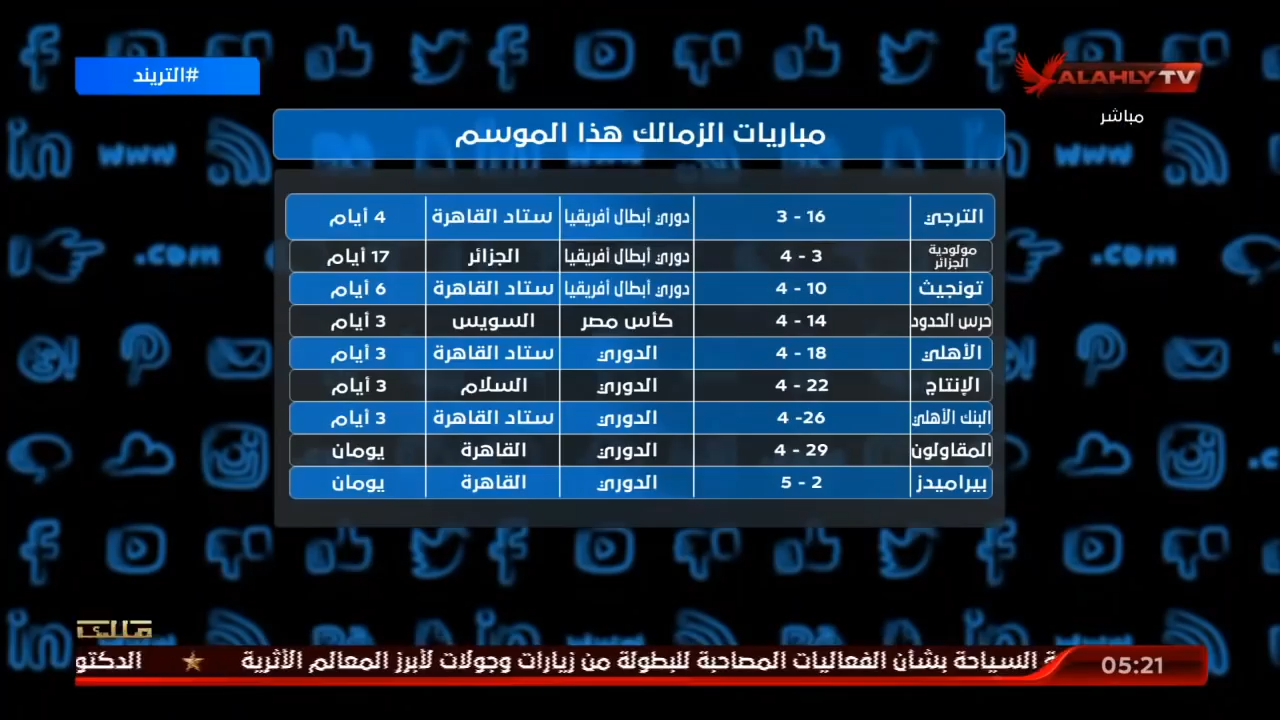 #التريند
ALAHLY TV
مباشر
مباريات الزمالك هذا الموسم
الترجي 16 - 3 دوري أبطال أفريقيا ستاد القاهرة 4 أيام
مولودية الجزائر 3 - 4 دوري أبطال أفريقيا الجزائر 17 أيام
تونجيث 10 - 4 دوري أبطال أفريقيا ستاد القاهرة 6 أيام
حرس الحدود 14 - 4 كأس مصر السويس 3 أيام
الأهلي 18 - 4 الدوري ستاد القاهرة 3 أيام
الإنتاج 22 - 4 الدوري السلام 3 أيام
البنك الأهلي 26- 4 الدوري ستاد القاهرة 3 أيام
المقاولون 29 - 4 الدوري القاهرة يومان
بيراميدز 2 - 5 الدوري القاهرة يومان
السياحة بشأن الفعاليات المصاحبة للبطولة من زيارات وجولات لأبرز المعالم الأثرية
05:21